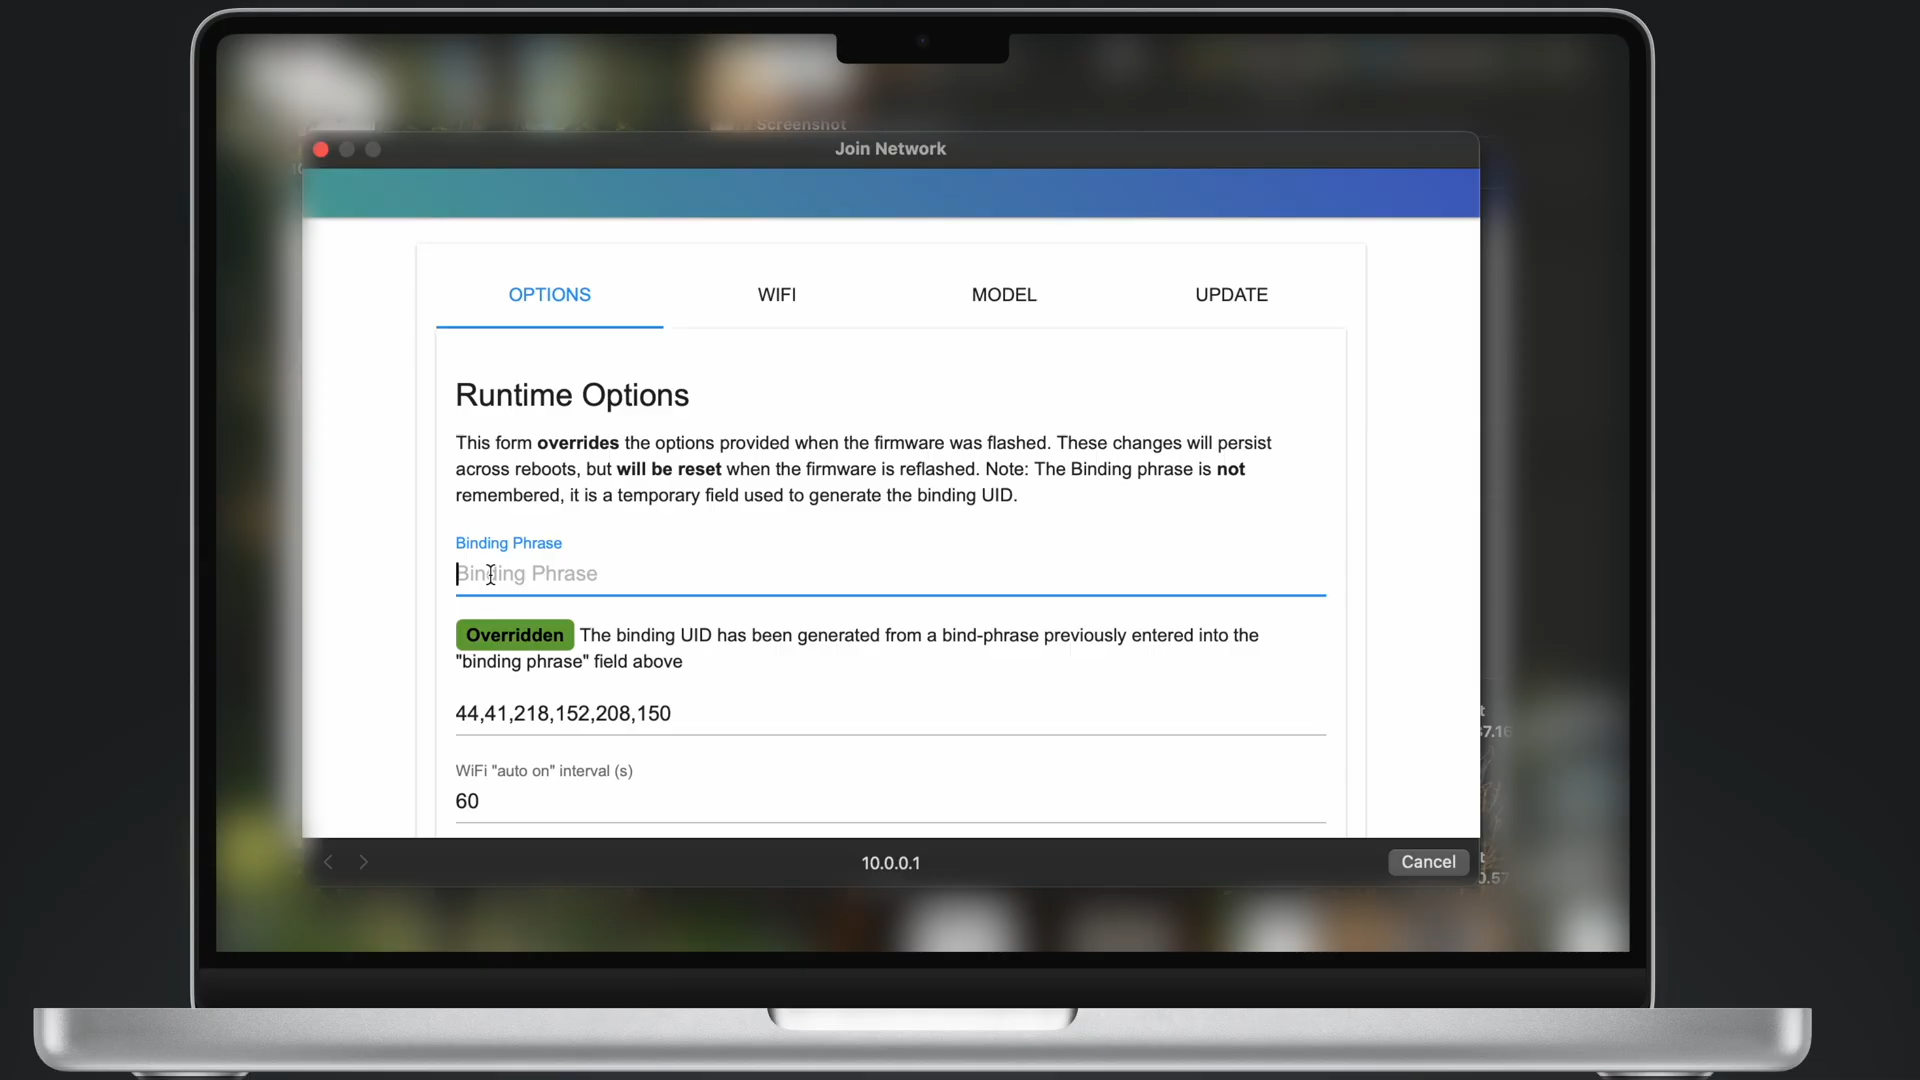 Screenshot
Join Network
OPTIONS WIFI MODEL UPDATE
Runtime Options
This form overrides the options provided when the firmware was flashed. These changes will persist
across reboots, but will be reset when the firmware is reflashed. Note: The Binding phrase is not
remembered, it is a temporary field used to generate the binding UID.
Binding Phrase
Binding Phrase
Overridden The binding UID has been generated from a bind-phrase previously entered into the
"binding phrase" field above
44,41,218,152,208,150
WiFi "auto on" interval (s)
60
10.0.0.1
Cancel